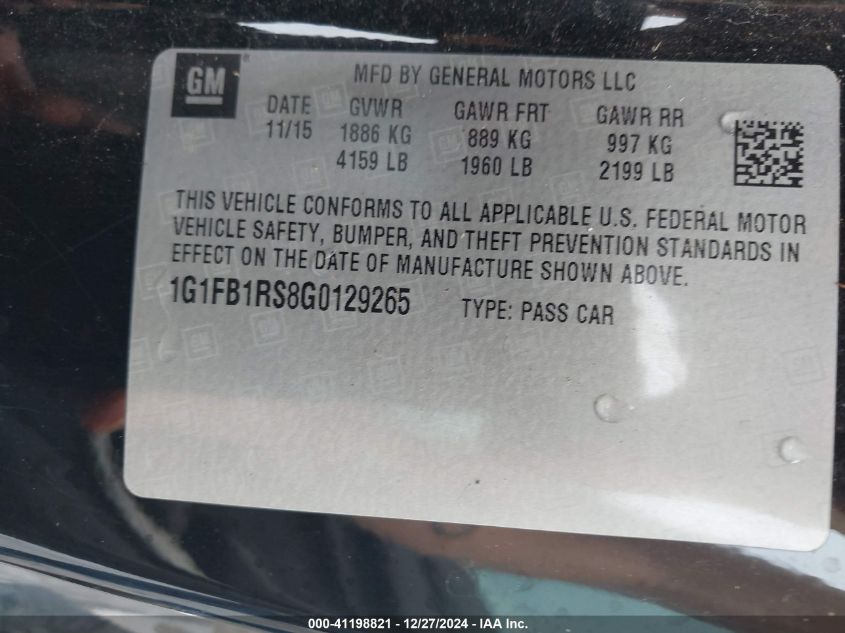 GM ®
MFD BY GENERAL MOTORS LLC
DATE GVWR GAWR FRT GAWR RR
11/15 1886 KG 889 KG 997 KG
4159 LB 1960 LB 2199 LB
THIS VEHICLE CONFORMS TO ALL APPLICABLE U.S. FEDERAL MOTOR
VEHICLE SAFETY, BUMPER, AND THEFT PREVENTION STANDARDS IN
EFFECT ON THE DATE OF MANUFACTURE SHOWN ABOVE.
1G1FB1RS8G0129265 TYPE: PASS CAR
000-41198821 / 12/27/2024 - IAA Inc.